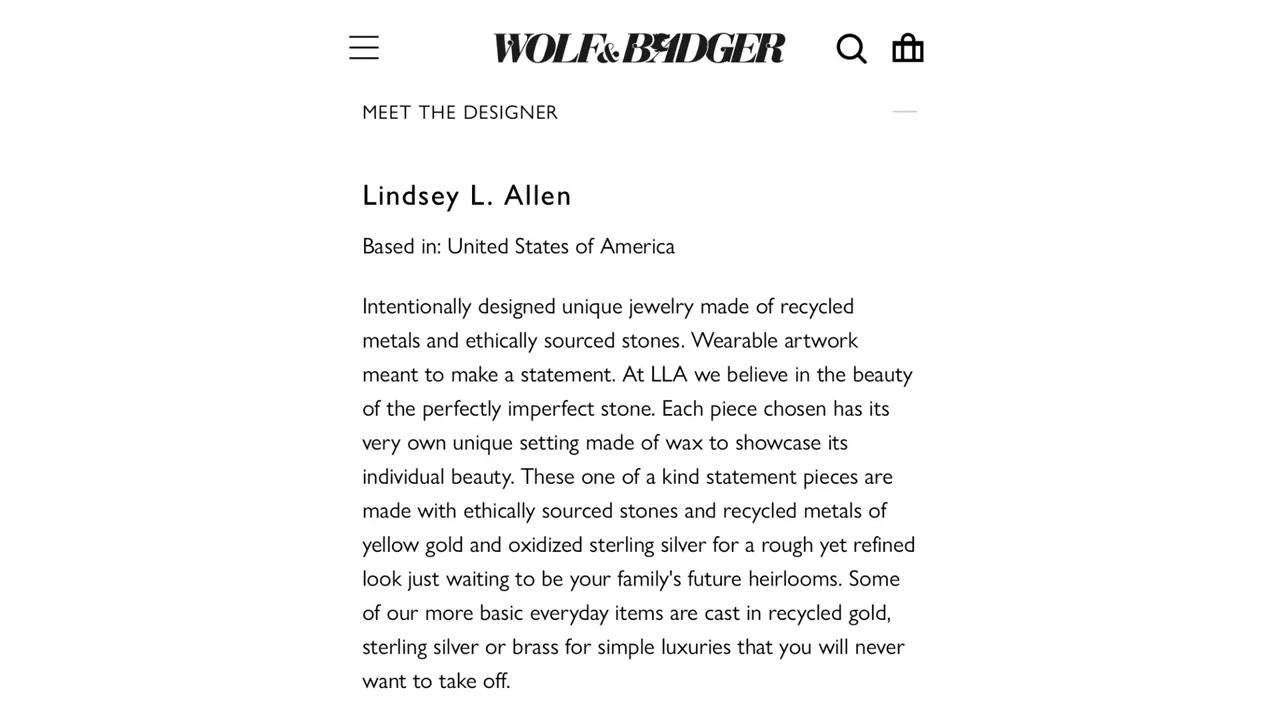 WOLF & BADGER
MEET THE DESIGNER
Lindsey L. Allen
Based in: United States of America
Intentionally designed unique jewelry made of recycled
metals and ethically sourced stones. Wearable artwork
meant to make a statement. At LLA we believe in the beauty
of the perfectly imperfect stone. Each piece chosen has its
very own unique setting made of wax to showcase its
individual beauty. These one of a kind statement pieces are
made with ethically sourced stones and recycled metals of
yellow gold and oxidized sterling silver for a rough yet refined
look just waiting to be your family's future heirlooms. Some
of our more basic everyday items are cast in recycled gold,
sterling silver or brass for simple luxuries that you will never
want to take off.